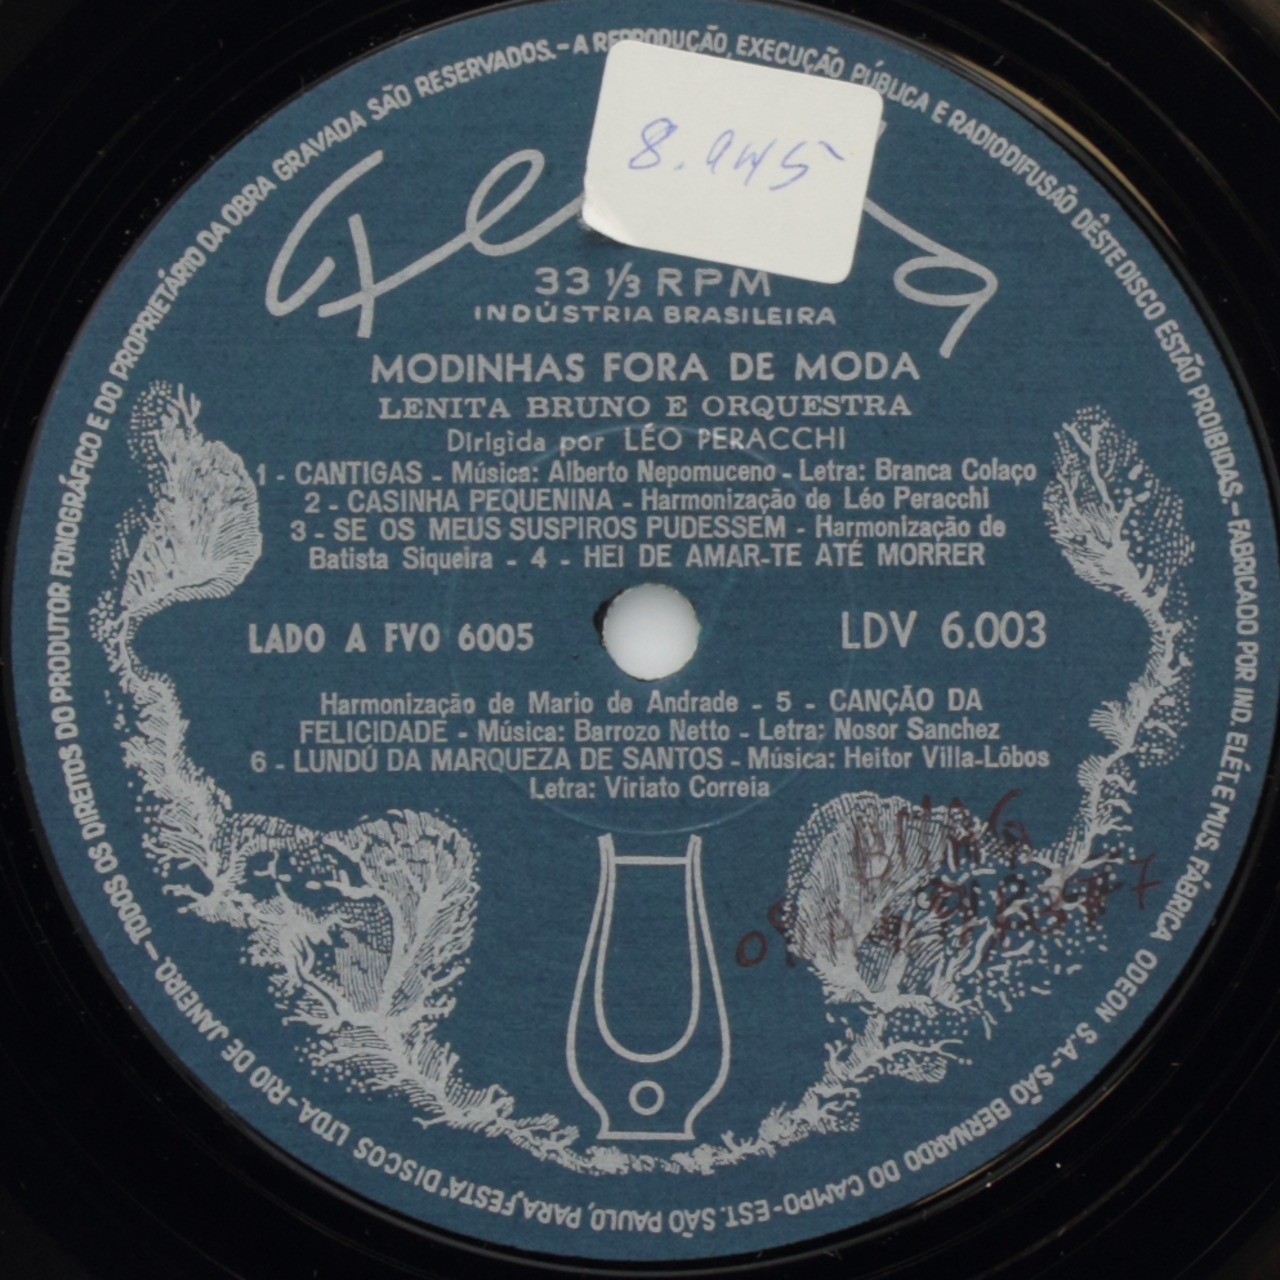 TODOS OS DIREITOS DO PRODUTOR FONOGRÁFICO E DO PROPRIETÁRIO DA OBRA GRAVADA SÃO RESERVADOS. - A REPRODUÇÃO, EXECUÇÃO PÚBLICA E RADIODIFUSÃO DÊSTE DISCO ESTÃO PROIBIDAS. - FABRICADO POR IND. ELÉT. E MUS. FÁBRICA ODEON S.A. - SÃO BERNARDO DO CAMPO - EST. SÃO PAULO, PARA "FESTA" DISCOS LTDA - RIO DE JANEIRO. -
33 ⅓ RPM
INDÚSTRIA BRASILEIRA
MODINHAS FORA DE MODA
LENITA BRUNO E ORQUESTRA
Dirigida por LÉO PERACCHI
1 - CANTIGAS - Música: Alberto Nepomuceno - Letra: Branca Colaço
2 - CASINHA PEQUENINA - Harmonização de Léo Peracchi
3 - SE OS MEUS SUSPIROS PUDESSEM - Harmonização de
Batista Siqueira - 4 - HEI DE AMAR-TE ATÉ MORRER
LADO A FVO 6005
LDV 6.003
Harmonização de Mario de Andrade - 5 - CANÇÃO DA
FELICIDADE - Música: Barrozo Netto - Letra: Nosor Sanchez
6 - LUNDÚ DA MARQUEZA DE SANTOS - Música: Heitor Villa-Lôbos
Letra: Viriato Correia